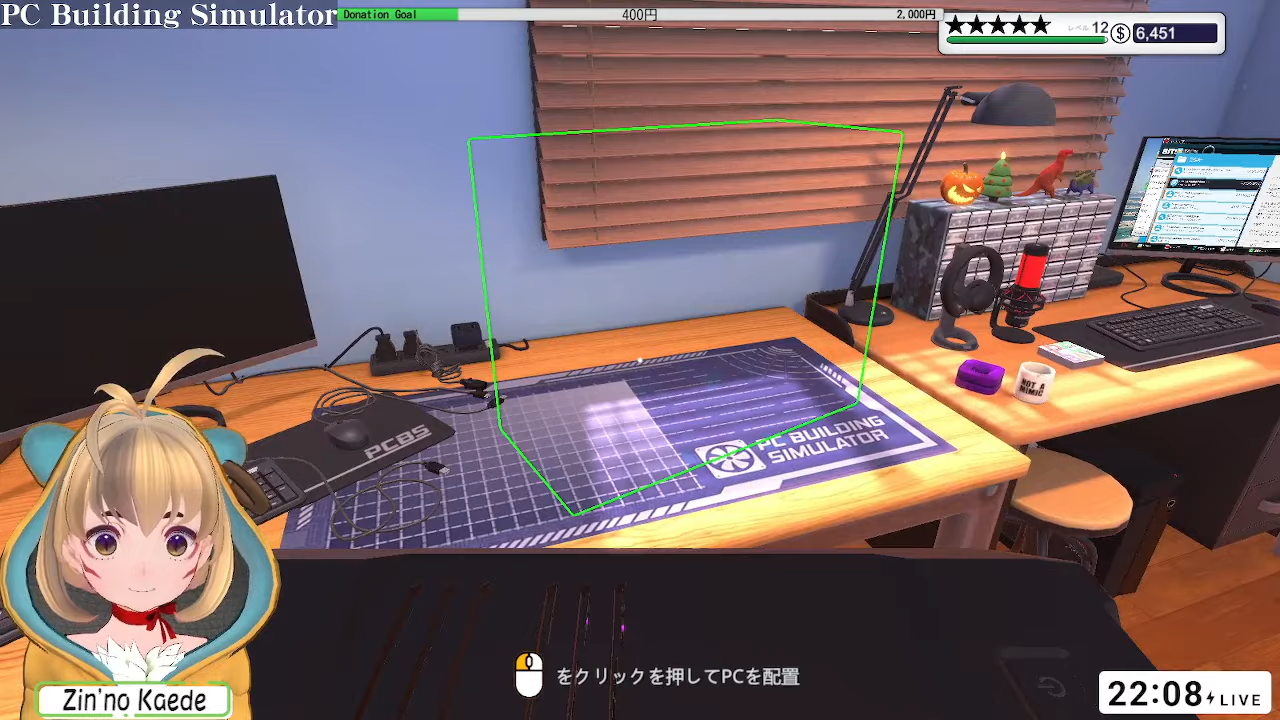 PC Building Simulator
Donation Goal
400円
2,000円
レベル 12
$ 6,451
PCBS
PC BUILDING
SIMULATOR
NOT A
MIMIC
をクリックを押してPCを配置
Zin'no Kaede
22:08 LIVE